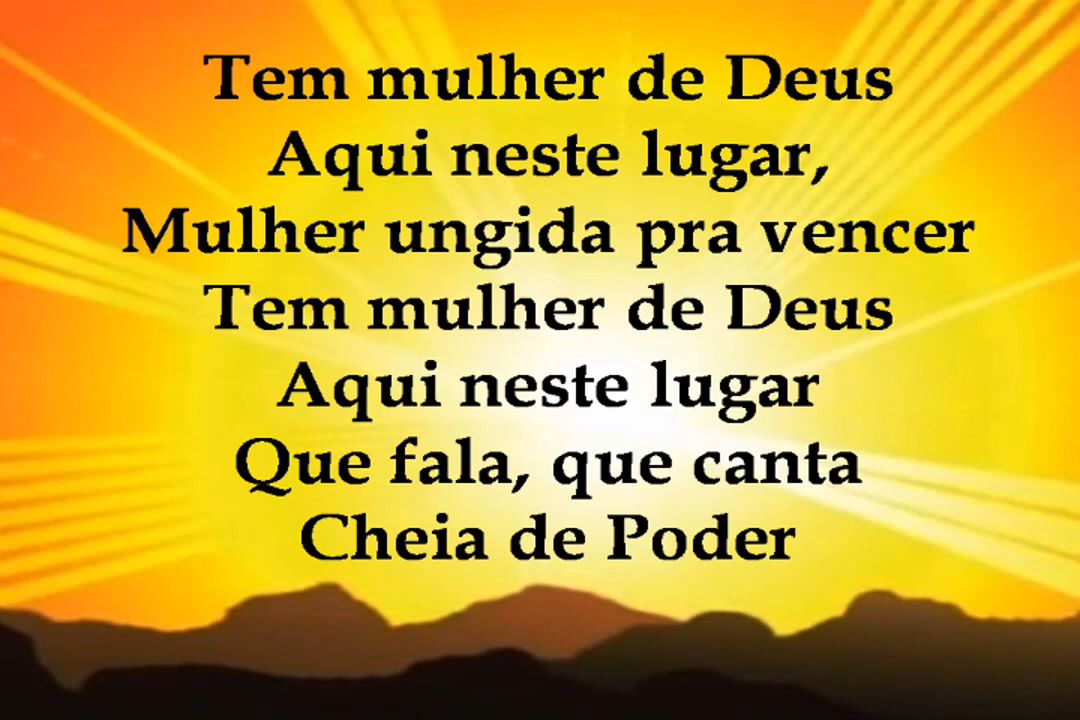 Tem mulher de Deus
Aqui neste lugar,
Mulher ungida pra vencer
Tem mulher de Deus
Aqui neste lugar
Que fala, que canta
Cheia de Poder